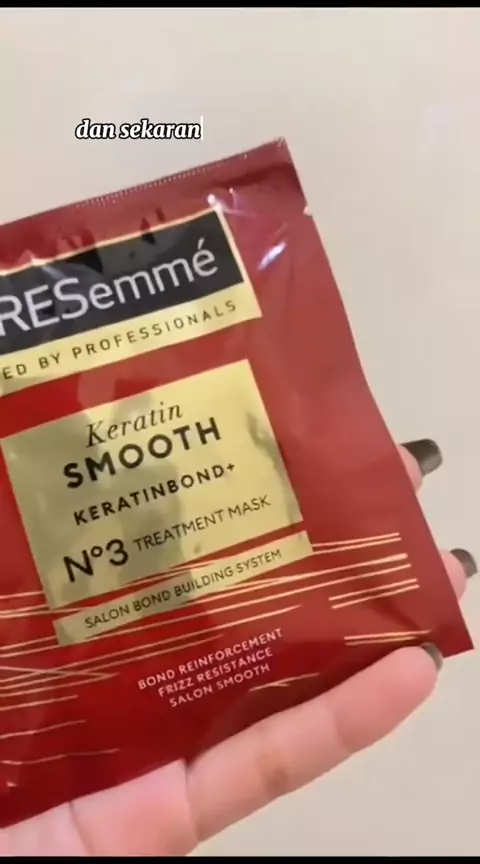 dan sekaran
RESemmé
ED BY PROFESSIONALS
Keratin
SMOOTH
KERATINBOND+
Nº3 TREATMENT MASK
SALON BOND BUILDING SYSTEM
BOND REINFORCEMENT
FRIZZ RESISTANCE
SALON SMOOTH